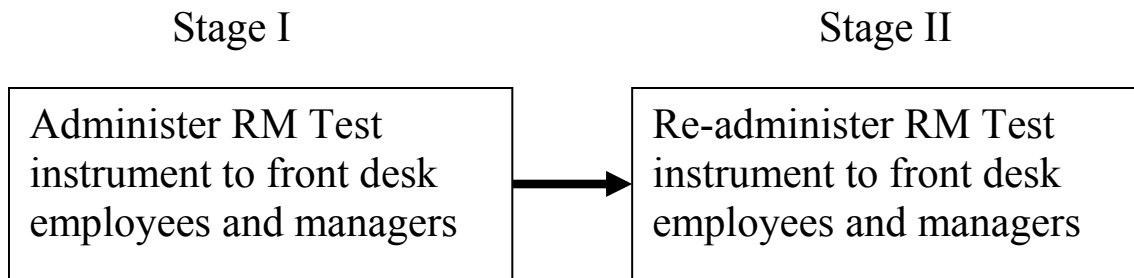 Stage I
Stage II
Administer RM Test
instrument to front desk
employees and managers
Re-administer RM Test
instrument to front desk
employees and managers